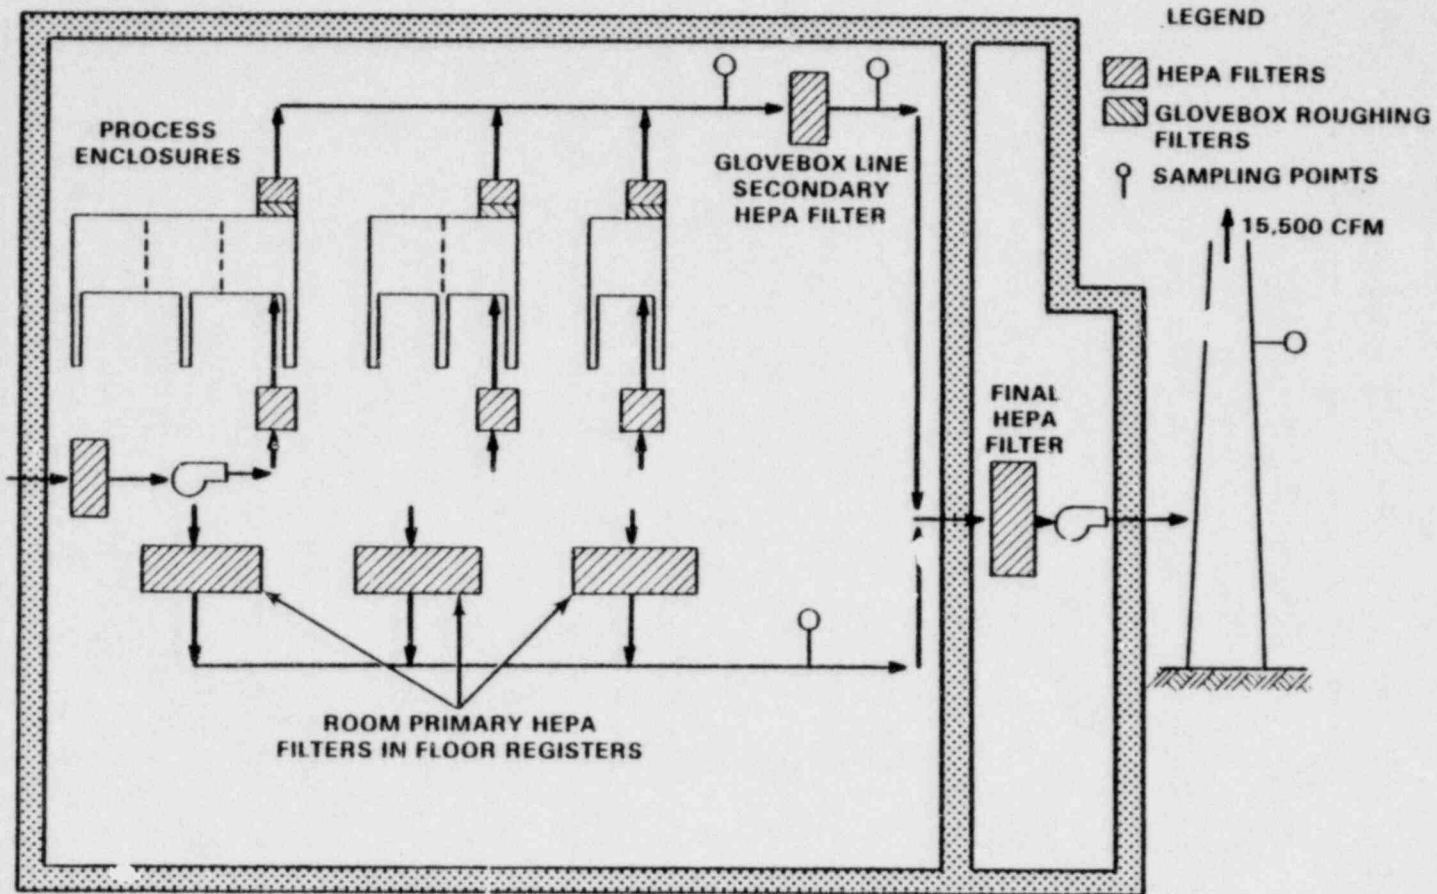 LEGEND
HEPA FILTERS
GLOVEBOX ROUGHING
FILTERS
SAMPLING POINTS
15,500 CFM
PROCESS
ENCLOSURES
GLOVEBOX LINE
SECONDARY
HEPA FILTER
FINAL
HEPA
FILTER
ROOM PRIMARY HEPA
FILTERS IN FLOOR REGISTERS